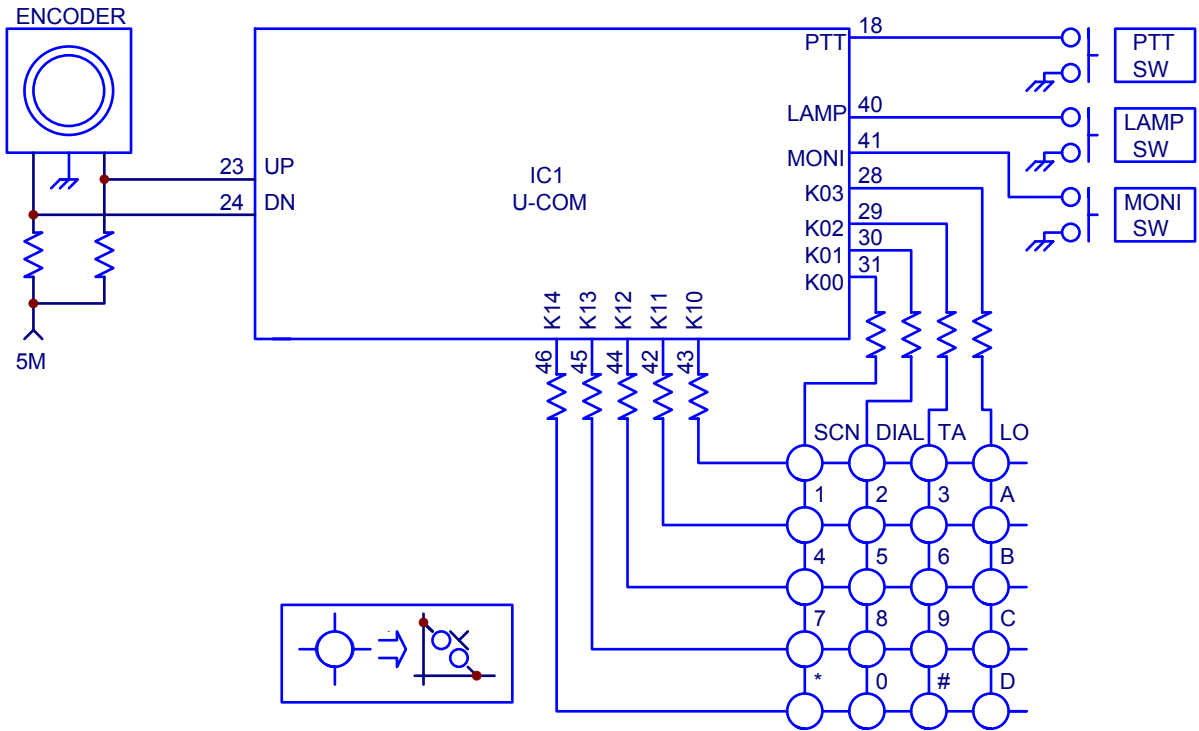 ENCODER
18
PTT
PTT
SW
LAMP
40
LAMP
SW
41
MONI
23 UP
24 DN
IC1
U-COM
28
K03
MONI
SW
29
K02
30
K01
31
K00
K14 K13 K12 K11 K10
46 45 44 42 43
5M
SCN DIAL TA LO
1 2 3 A
4 5 6 B
7 8 9 C
* 0 # D